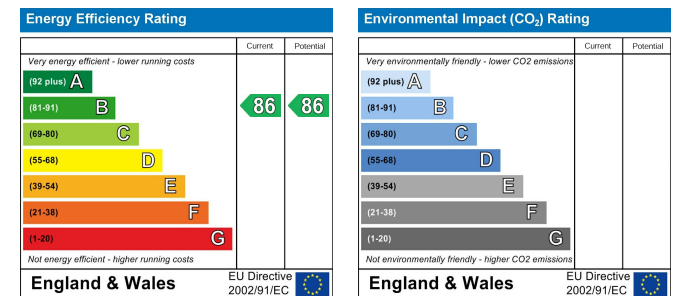 Energy Efficiency Rating
Current Potential
Very energy efficient - lower running costs
(92 plus) A
(81-91) B 86 86
(69-80) C
(55-68) D
(39-54) E
(21-38) F
(1-20) G
Not energy efficient - higher running costs
England & Wales
EU Directive
2002/91/EC
Environmental Impact (CO₂) Rating
Current Potential
Very environmentally friendly - lower CO2 emissions
(92 plus) A
(81-91) B
(69-80) C
(55-68) D
(39-54) E
(21-38) F
(1-20) G
Not environmentally friendly - higher CO2 emissions
England & Wales
EU Directive
2002/91/EC